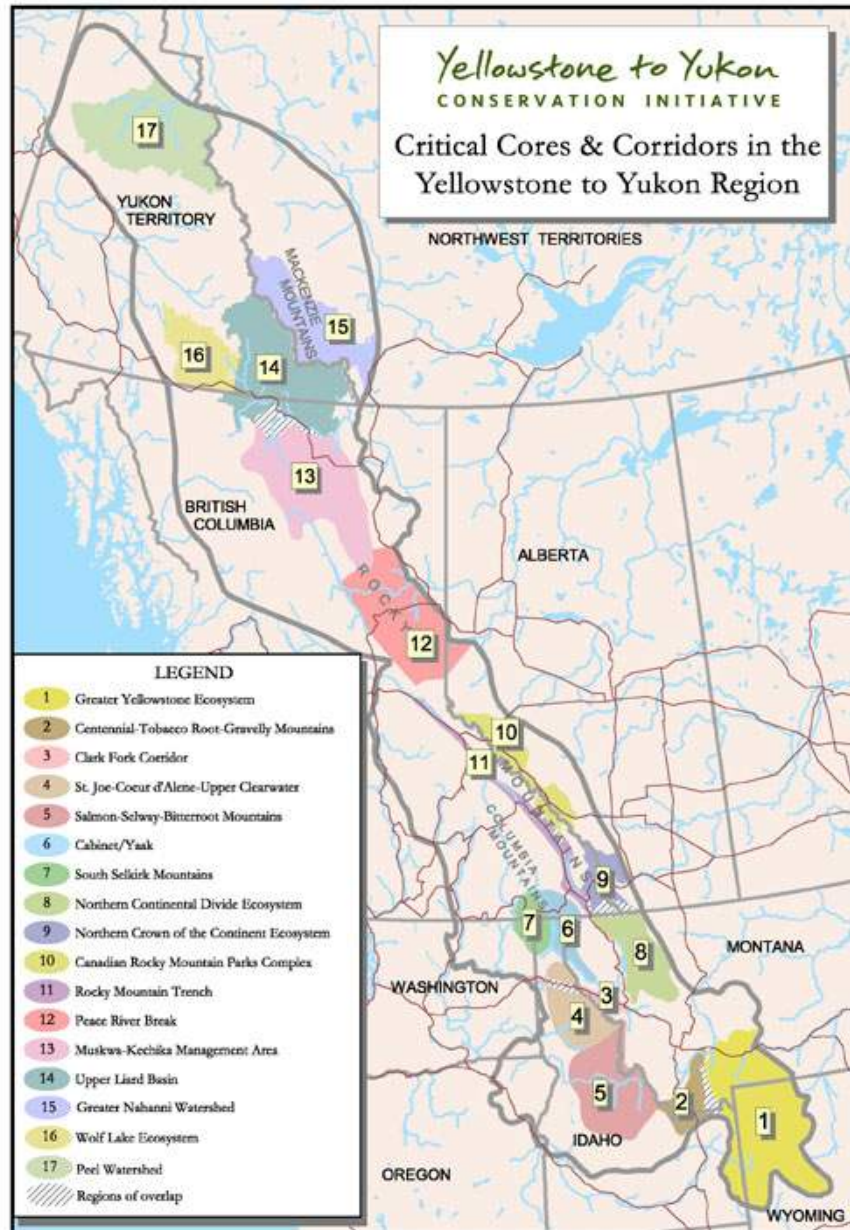 Yellowstone to Yukon
CONSERVATION INITIATIVE
Critical Cores & Corridors in the
Yellowstone to Yukon Region
17
YUKON
TERRITORY
NORTHWEST TERRITORIES
MACKENZIE
MOUNTAINS
15
16
14
13
BRITISH
COLUMBIA
ALBERTA
ROCKY
12
10
11
MOUNTAINS
COLUMBIA
MOUNTAINS
9
7
6
8
MONTANA
WASHINGTON
3
4
5
2
1
IDAHO
OREGON
WYOMING
LEGEND
1 Greater Yellowstone Ecosystem
2 Centennial-Tobacco Root-Gravelly Mountains
3 Clark Fork Corridor
4 St. Joe-Coeur d'Alene-Upper Clearwater
5 Salmon-Selway-Bitterroot Mountains
6 Cabinet/Yaak
7 South Selkirk Mountains
8 Northern Continental Divide Ecosystem
9 Northern Crown of the Continent Ecosystem
10 Canadian Rocky Mountain Parks Complex
11 Rocky Mountain Trench
12 Peace River Break
13 Muskwa-Kechika Management Area
14 Upper Liard Basin
15 Greater Nahanni Watershed
16 Wolf Lake Ecosystem
17 Peel Watershed
Regions of overlap